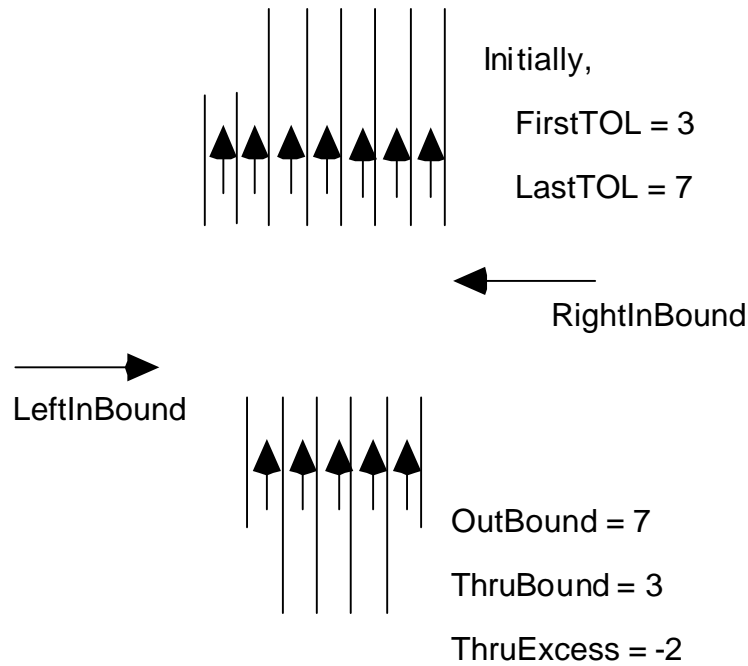 Initially,
FirstTOL = 3
LastTOL = 7
RightInBound
LeftInBound
OutBound = 7
ThruBound = 3
ThruExcess = -2